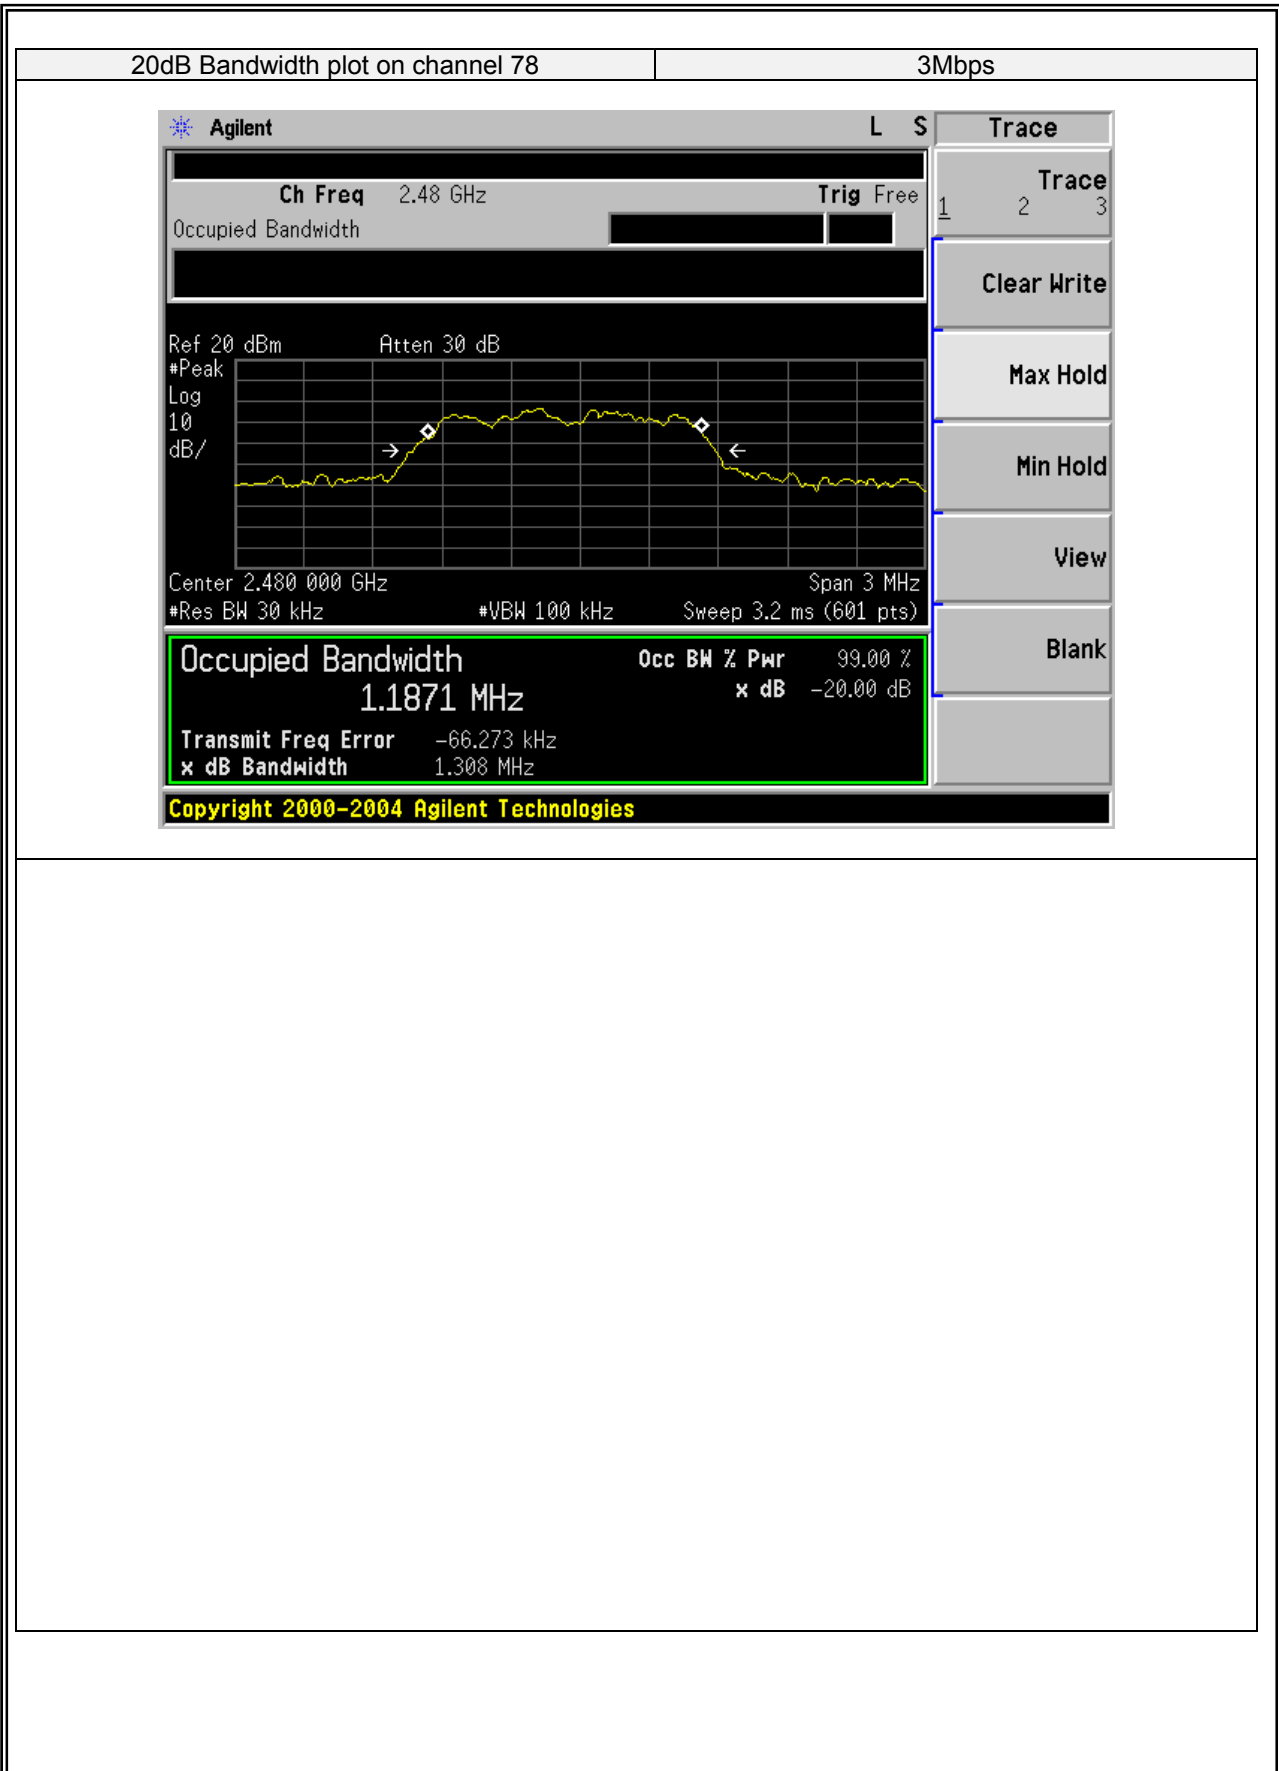 20dB Bandwidth plot on channel 78 3Mbps
Agilent L S Trace
Ch Freq 2.48 GHz Trig Free
Occupied Bandwidth
Trace
1 2 3
Clear Write
Max Hold
Min Hold
View
Blank
Ref 20 dBm Atten 30 dB
#Peak
Log
10
dB/
Center 2.480 000 GHz Span 3 MHz
#Res BW 30 kHz #VBW 100 kHz Sweep 3.2 ms (601 pts)
Occupied Bandwidth Occ BW % Pwr 99.00 %
1.1871 MHz x dB -20.00 dB
Transmit Freq Error -66.273 kHz
x dB Bandwidth 1.308 MHz
Copyright 2000-2004 Agilent Technologies